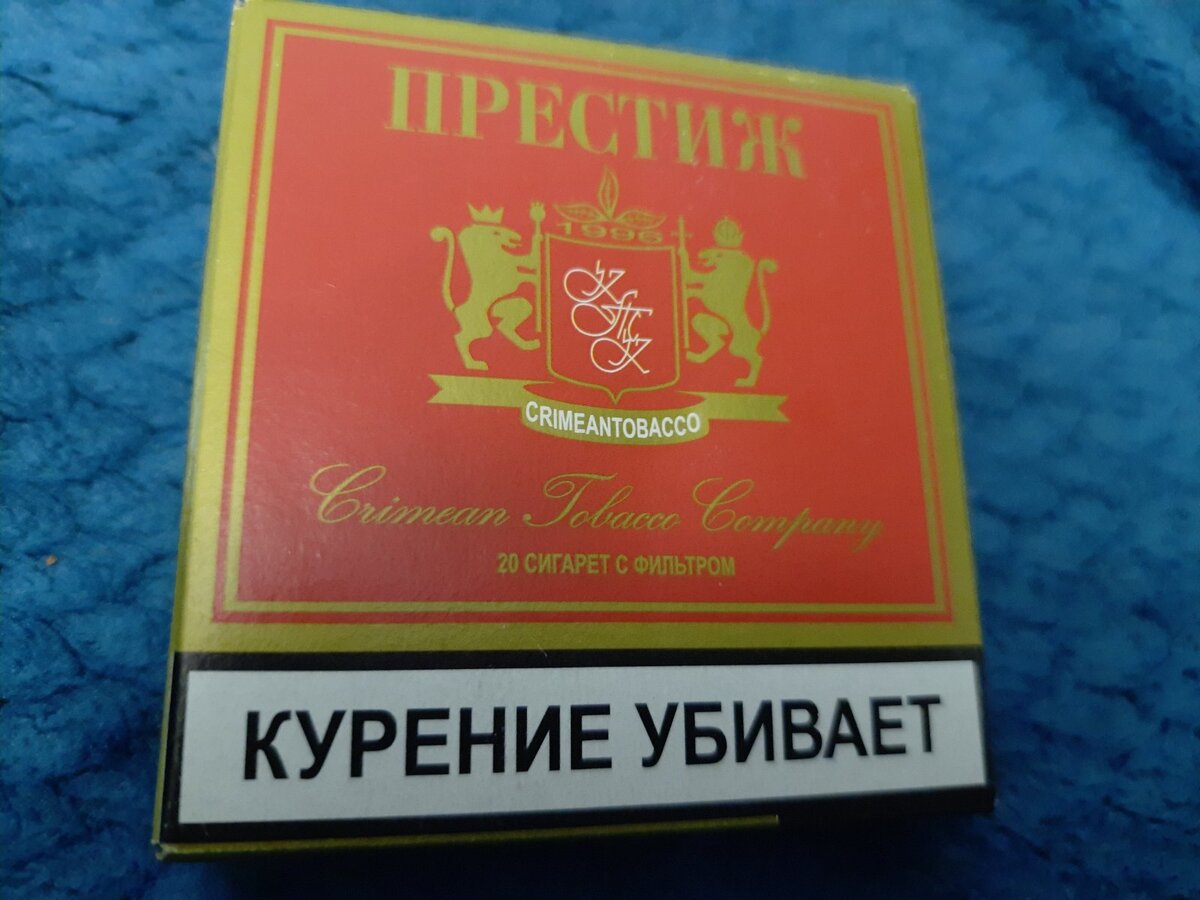 ПРЕСТИЖ
1996
CRIMEANTOBACCO
Crimean Tobacco Company
20 СИГАРЕТ С ФИЛЬТРОМ
КУРЕНИЕ УБИВАЕТ